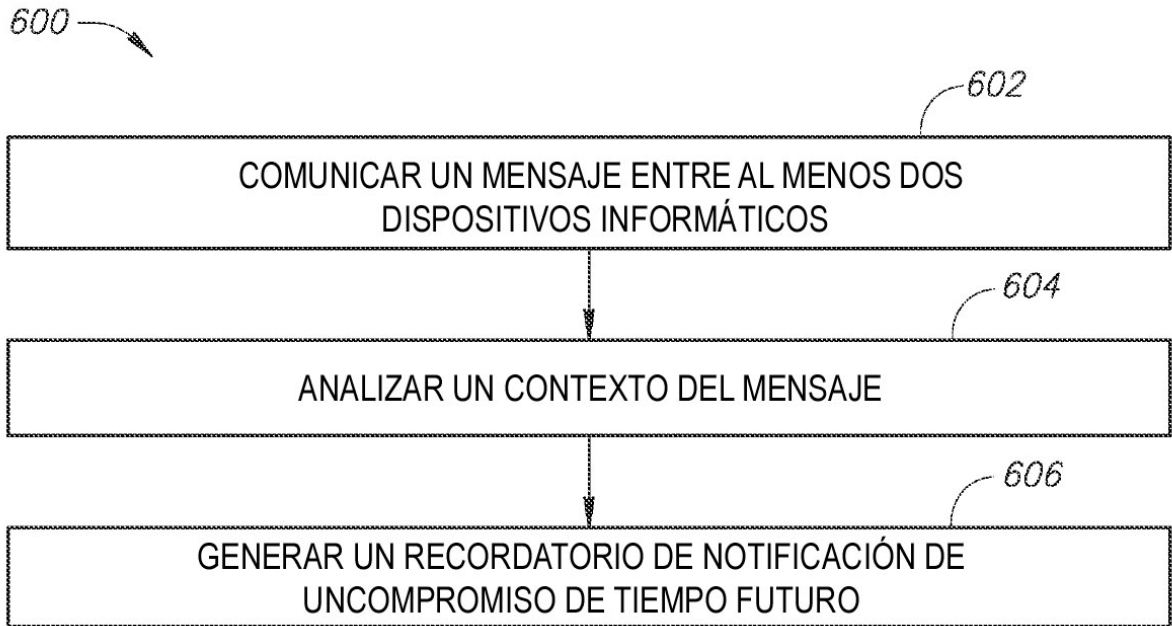 600
602
COMUNICAR UN MENSAJE ENTRE AL MENOS DOS
DISPOSITIVOS INFORMÁTICOS
604
ANALIZAR UN CONTEXTO DEL MENSAJE
606
GENERAR UN RECORDATORIO DE NOTIFICACIÓN DE
UNCOMPROMISO DE TIEMPO FUTURO